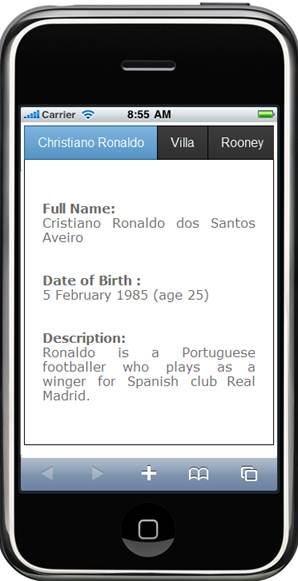 Carrier 8:55 AM
Christiano Ronaldo Villa Rooney
Full Name:
Cristiano Ronaldo dos Santos
Aveiro
Date of Birth :
5 February 1985 (age 25)
Description:
Ronaldo is a Portuguese
footballer who plays as a
winger for Spanish club Real
Madrid.